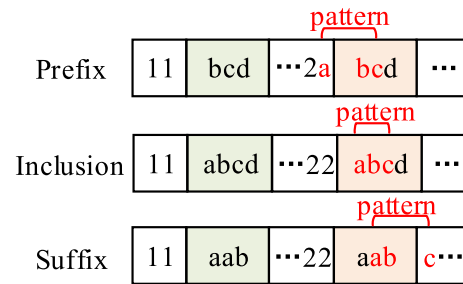 pattern
Prefix 11 bcd ···2a bcd ···
pattern
Inclusion 11 abcd ···22 abcd ···
pattern
Suffix 11 aab ···22 aab c···